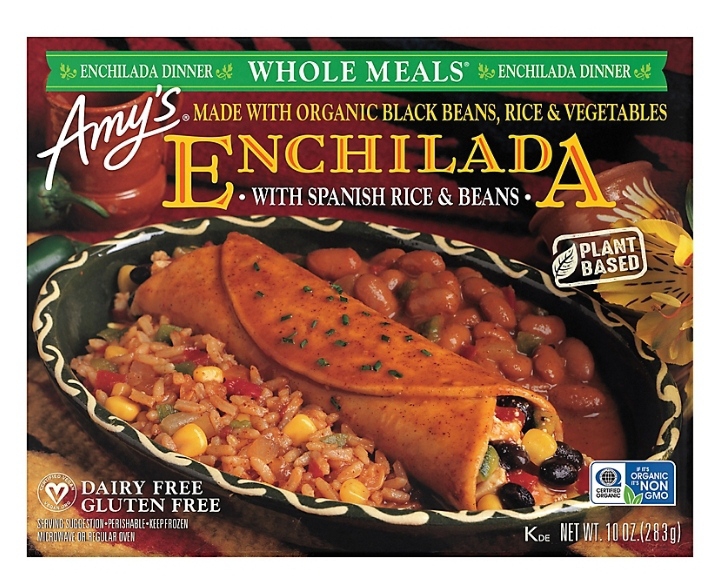 ENCHILADA DINNER WHOLE MEALS® ENCHILADA DINNER
Amy's®
MADE WITH ORGANIC BLACK BEANS, RICE & VEGETABLES
ENCHILADA
• WITH SPANISH RICE & BEANS •
PLANT
BASED
DAIRY FREE
GLUTEN FREE
SERVING SUGGESTION•PERISHABLE•KEEP FROZEN
MICROWAVE OR REGULAR OVEN
CERTIFIED
ORGANIC
IF IT'S
ORGANIC
IT'S NON
GMO
K DE NET WT. 10 OZ.(283g)